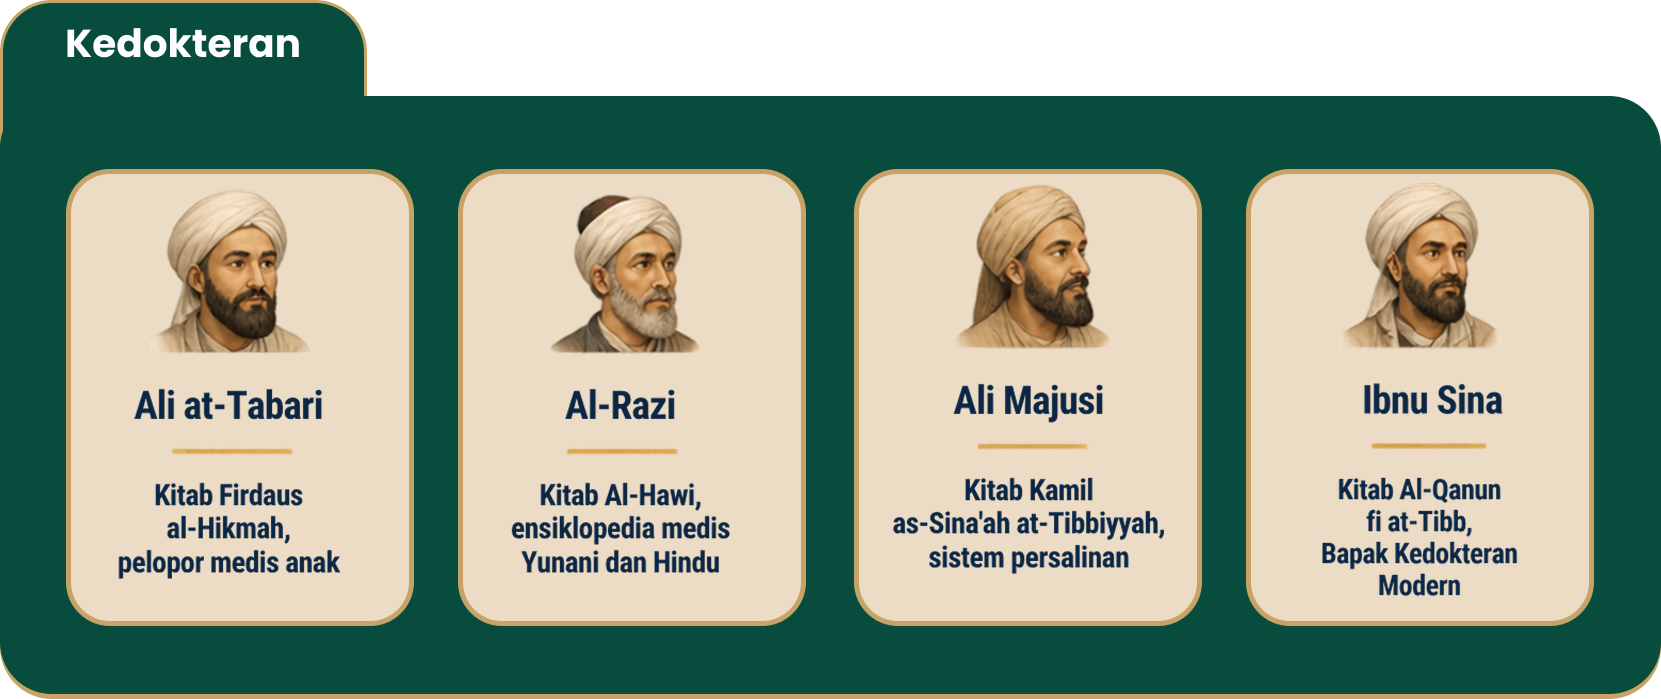 Kedokteran
Ali at-Tabari
Kitab Firdaus
al-Hikmah,
pelopor medis anak
Al-Razi
Kitab Al-Hawi,
ensiklopedia medis
Yunani dan Hindu
Ali Majusi
Kitab Kamil
as-Sina'ah at-Tibbiyyah,
sistem persalinan
Ibnu Sina
Kitab Al-Qanun
fi at-Tibb,
Bapak Kedokteran
Modern